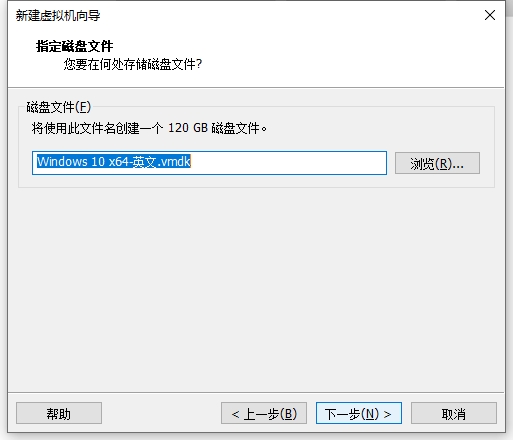 新建虚拟机向导
指定磁盘文件
您要在何处存储磁盘文件?
磁盘文件(F)
将使用此文件名创建一个 120 GB 磁盘文件。
Windows 10 x64-英文.vmdk
浏览(R)...
帮助
< 上一步(B)
下一步(N) >
取消